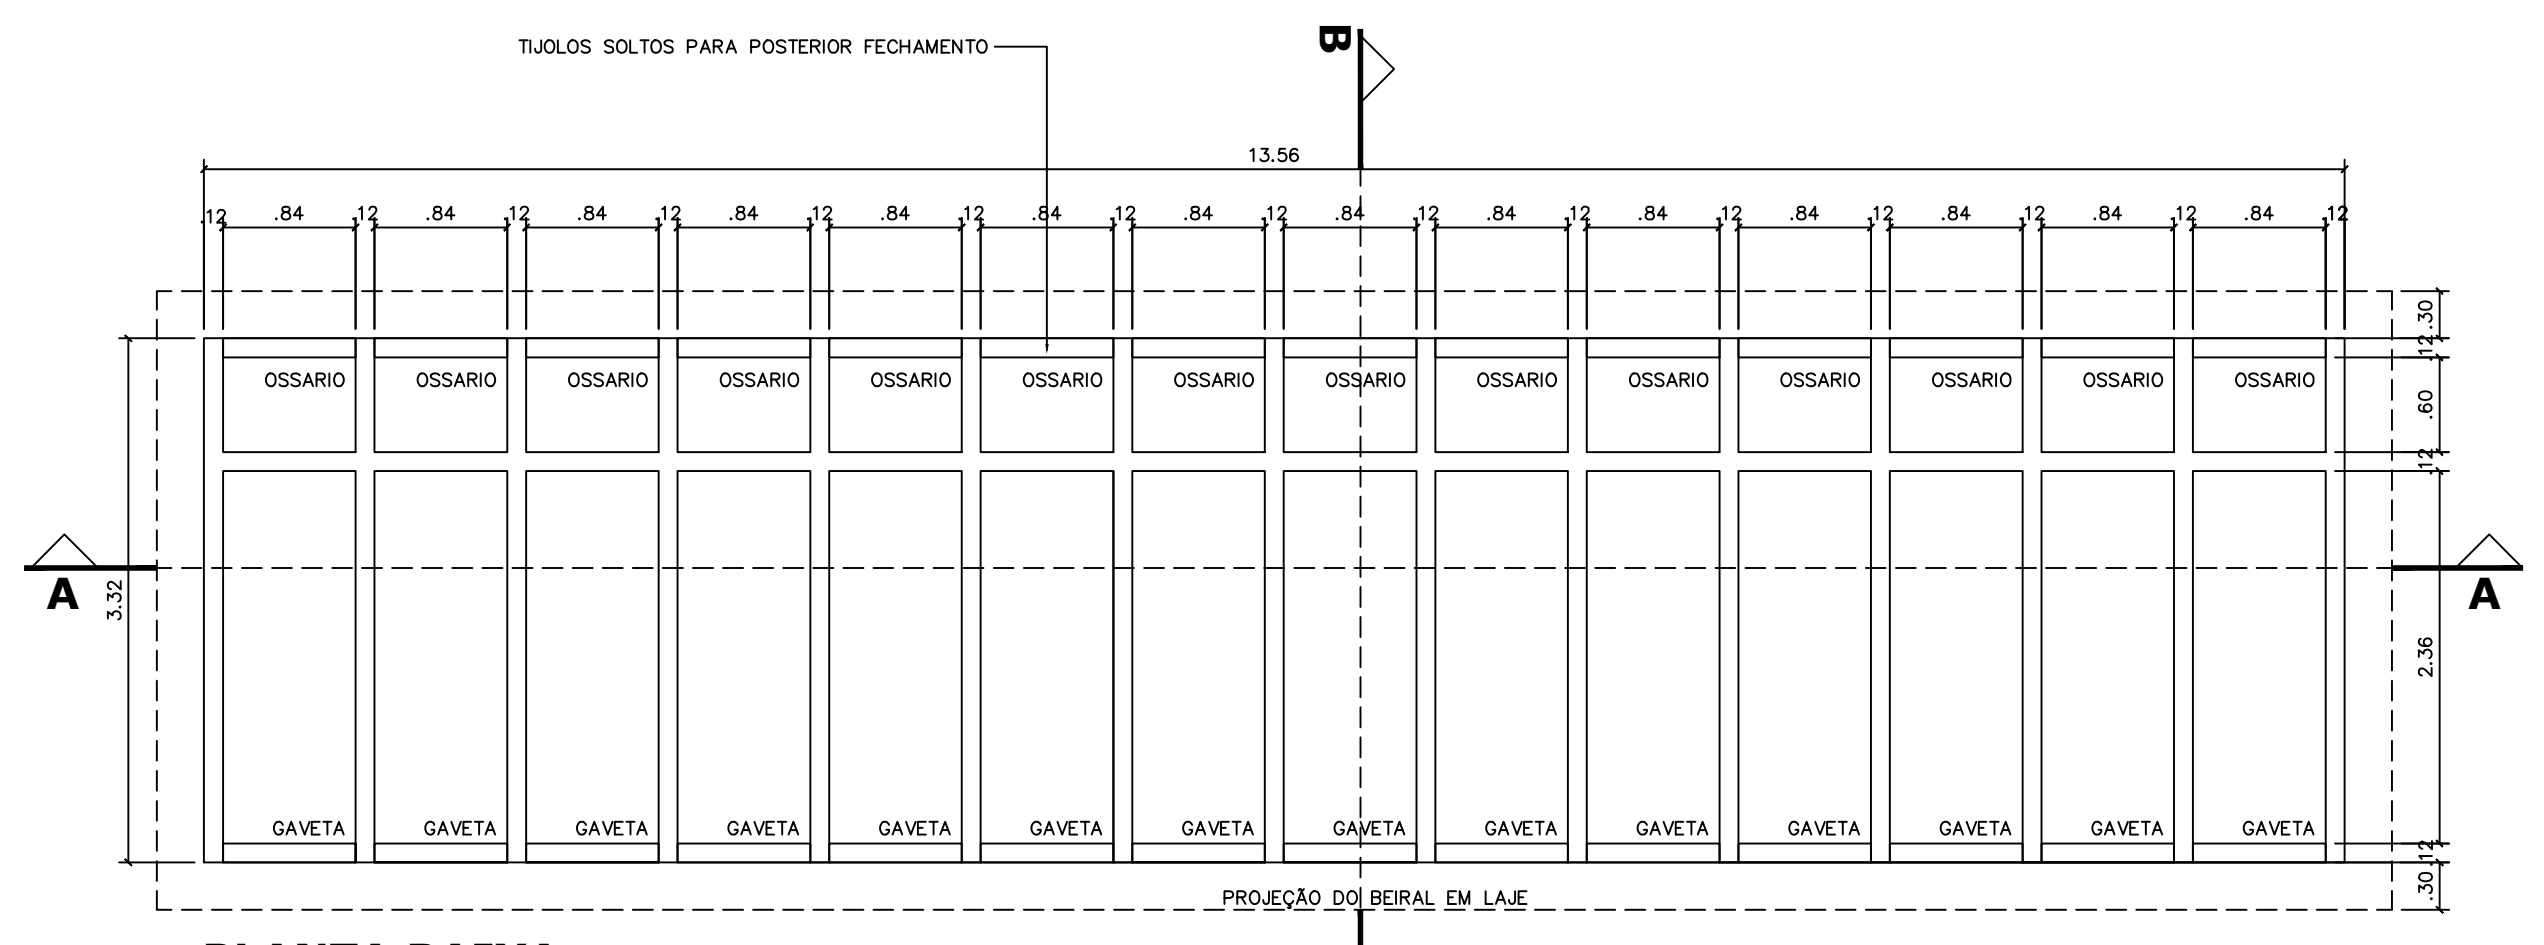 TIJOLOS SOLTOS PARA POSTERIOR FECHAMENTO
B
13.56
.12 .84 .12 .84 .12 .84 .12 .84 .12 .84 .12 .84 .12 .84 .12 .84 .12 .84 .12 .84 .12 .84 .12 .84 .12 .84 .12 .84 .12
.30
.12
OSSARIO OSSARIO OSSARIO OSSARIO OSSARIO OSSARIO OSSARIO OSSARIO OSSARIO OSSARIO OSSARIO OSSARIO OSSARIO OSSARIO
.60
.12
A
3.32
A
2.36
GAVETA GAVETA GAVETA GAVETA GAVETA GAVETA GAVETA GAVETA GAVETA GAVETA GAVETA GAVETA GAVETA GAVETA
.12
.30
PROJEÇÃO DO BEIRAL EM LAJE